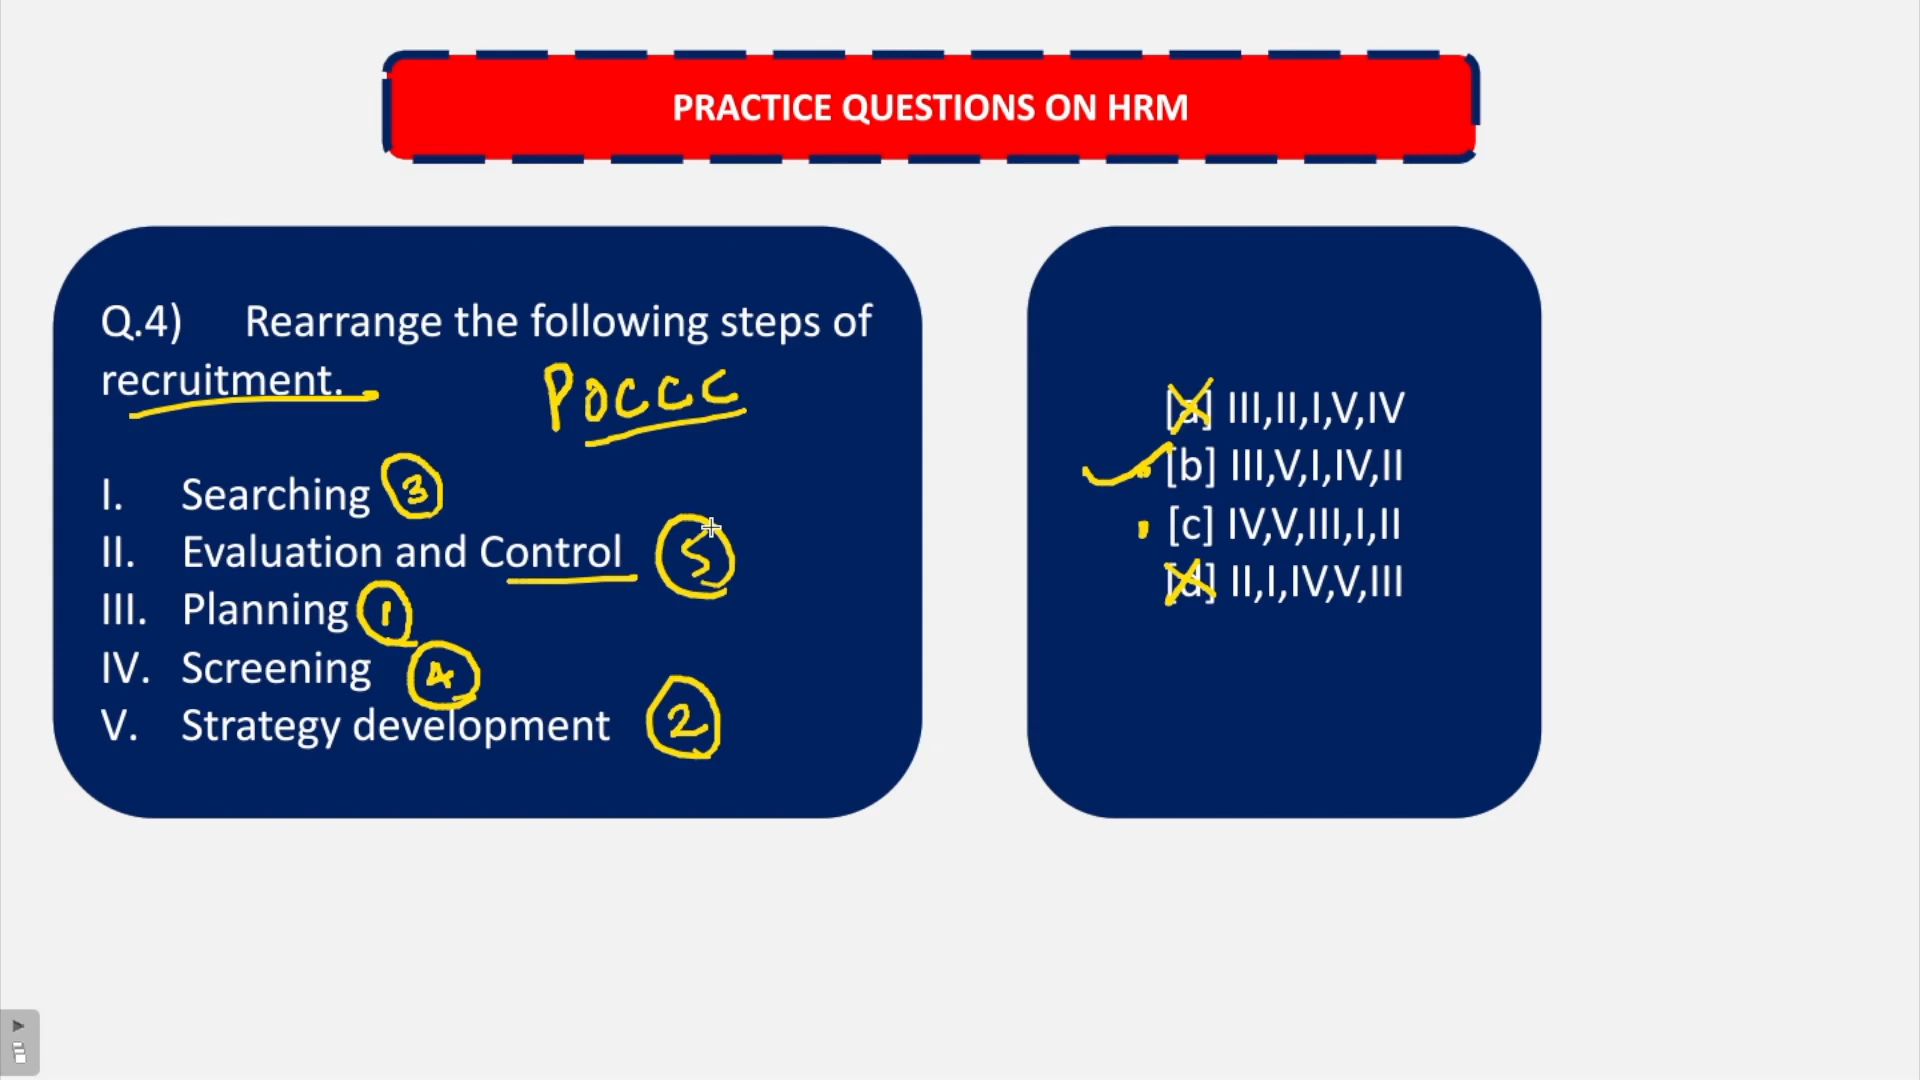 PRACTICE QUESTIONS ON HRM
Q.4) Rearrange the following steps of
recruitment.
POCCC
I. Searching 3
II. Evaluation and Control 5
III. Planning 1
IV. Screening 4
V. Strategy development 2
[a] III,II,I,V,IV
[b] III,V,I,IV,II
[c] IV,V,III,I,II
[d] II,I,IV,V,III